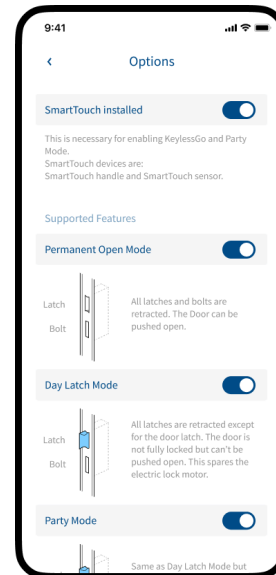 9:41
Options
SmartTouch installed
This is necessary for enabling KeylessGo and Party
Mode.
SmartTouch devices are:
SmartTouch handle and SmartTouch sensor.
Supported Features
Permanent Open Mode
Latch
Bolt
All latches and bolts are
retracted. The Door can be
pushed open.
Day Latch Mode
Latch
Bolt
All latches are retracted except
for the door latch. The door is
not fully locked but can't be
pushed open. This spares the
electric lock motor.
Party Mode
Same as Day Latch Mode but